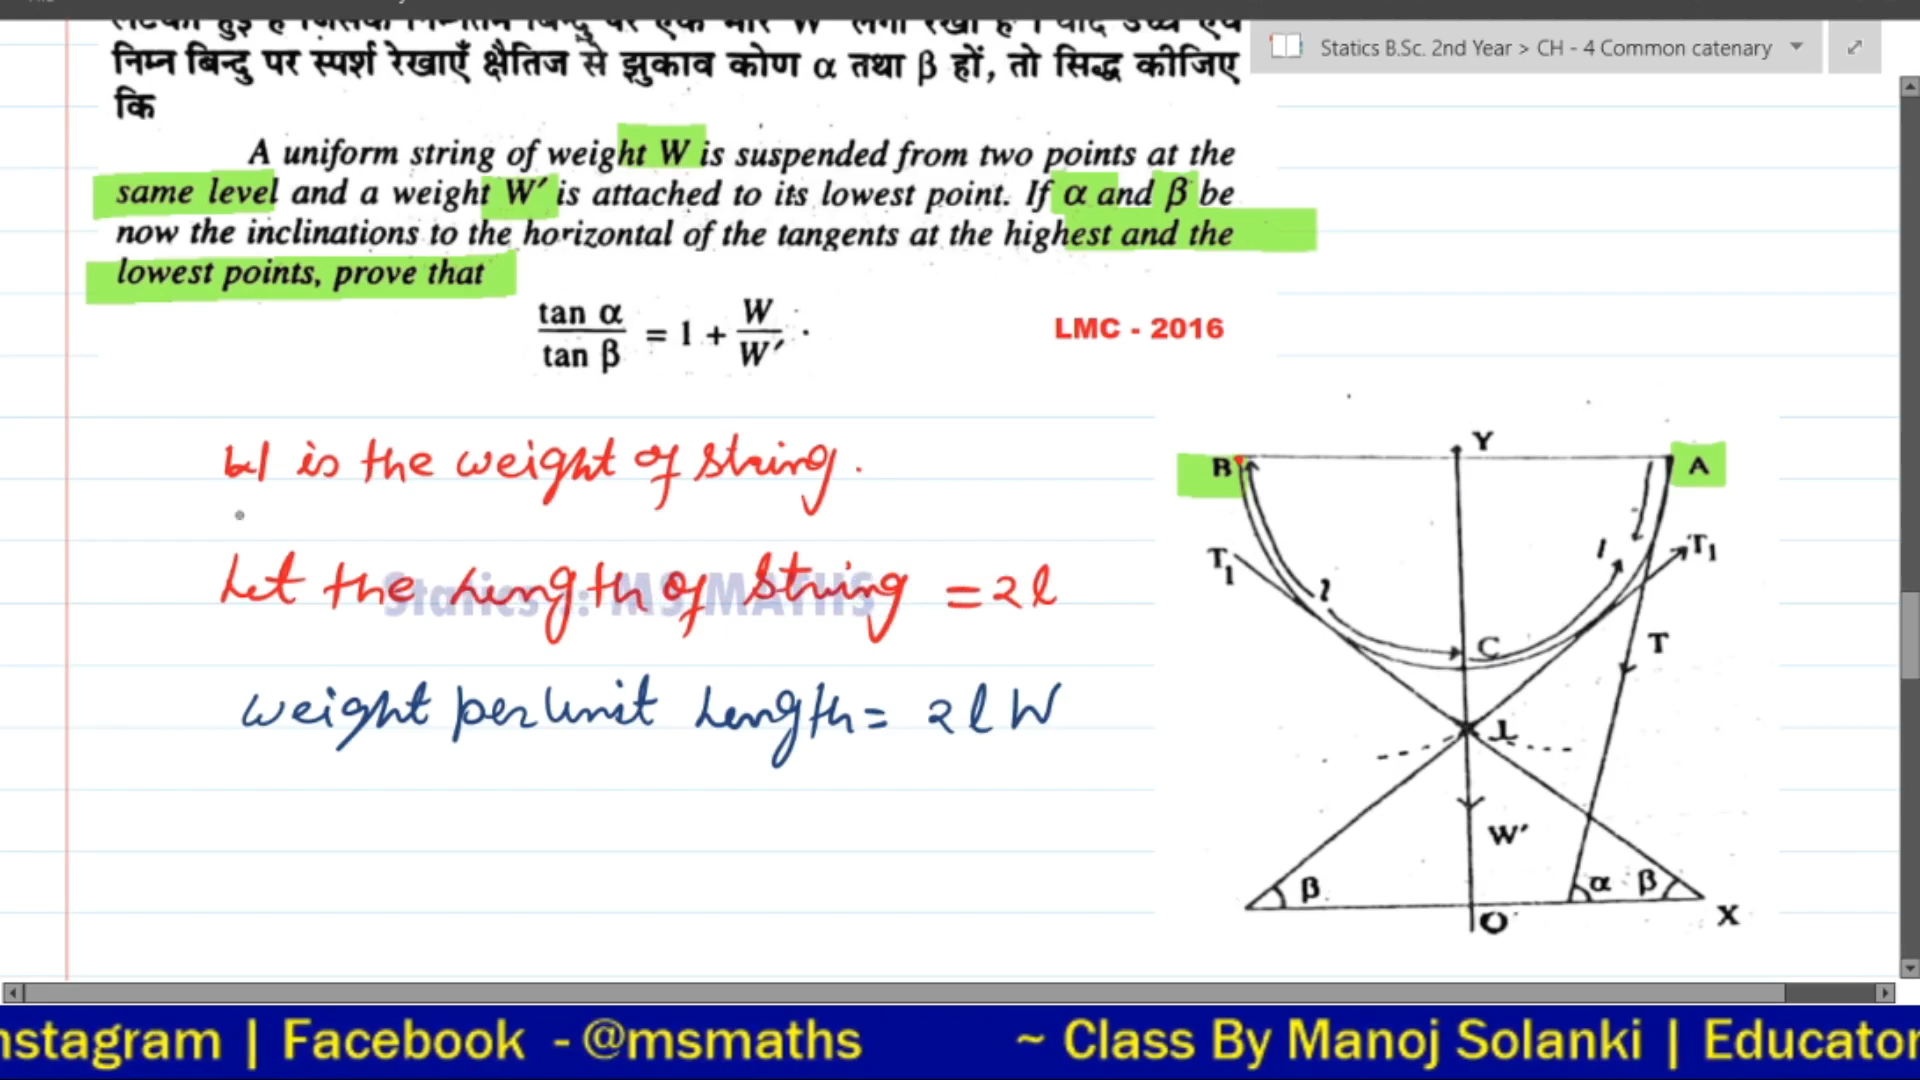 Statics B.Sc. 2nd Year > CH - 4 Common catenary
निम्न बिन्दु पर स्पर्श रेखाएँ क्षैतिज से झुकाव कोण α तथा β हों, तो सिद्ध कीजिए
कि
A uniform string of weight W is suspended from two points at the
same level and a weight W′ is attached to its lowest point. If α and β be
now the inclinations to the horizontal of the tangents at the highest and the
lowest points, prove that
tan α / tan β = 1 + W / W′ .
LMC - 2016
W is the weight of string.
Let the Length of string = 2l
Statics : MS MATHS
weight per unit Length = 2 l W
Y
B A
T₁ l l T₁
C T
L
W′
β α β
O X
nstagram | Facebook - @msmaths ~ Class By Manoj Solanki | Educator